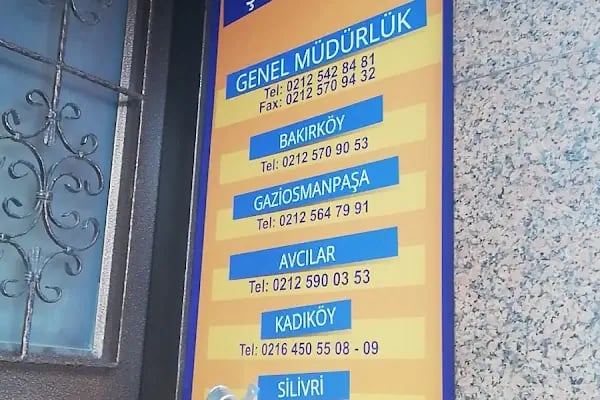 GENEL MÜDÜRLÜK
Tel: 0212 542 84 81
Fax: 0212 570 94 32
BAKIRKÖY
Tel: 0212 570 90 53
GAZİOSMANPAŞA
Tel: 0212 564 79 91
AVCILAR
Tel: 0212 590 03 53
KADIKÖY
Tel: 0216 450 55 08 - 09
SİLİVRİ